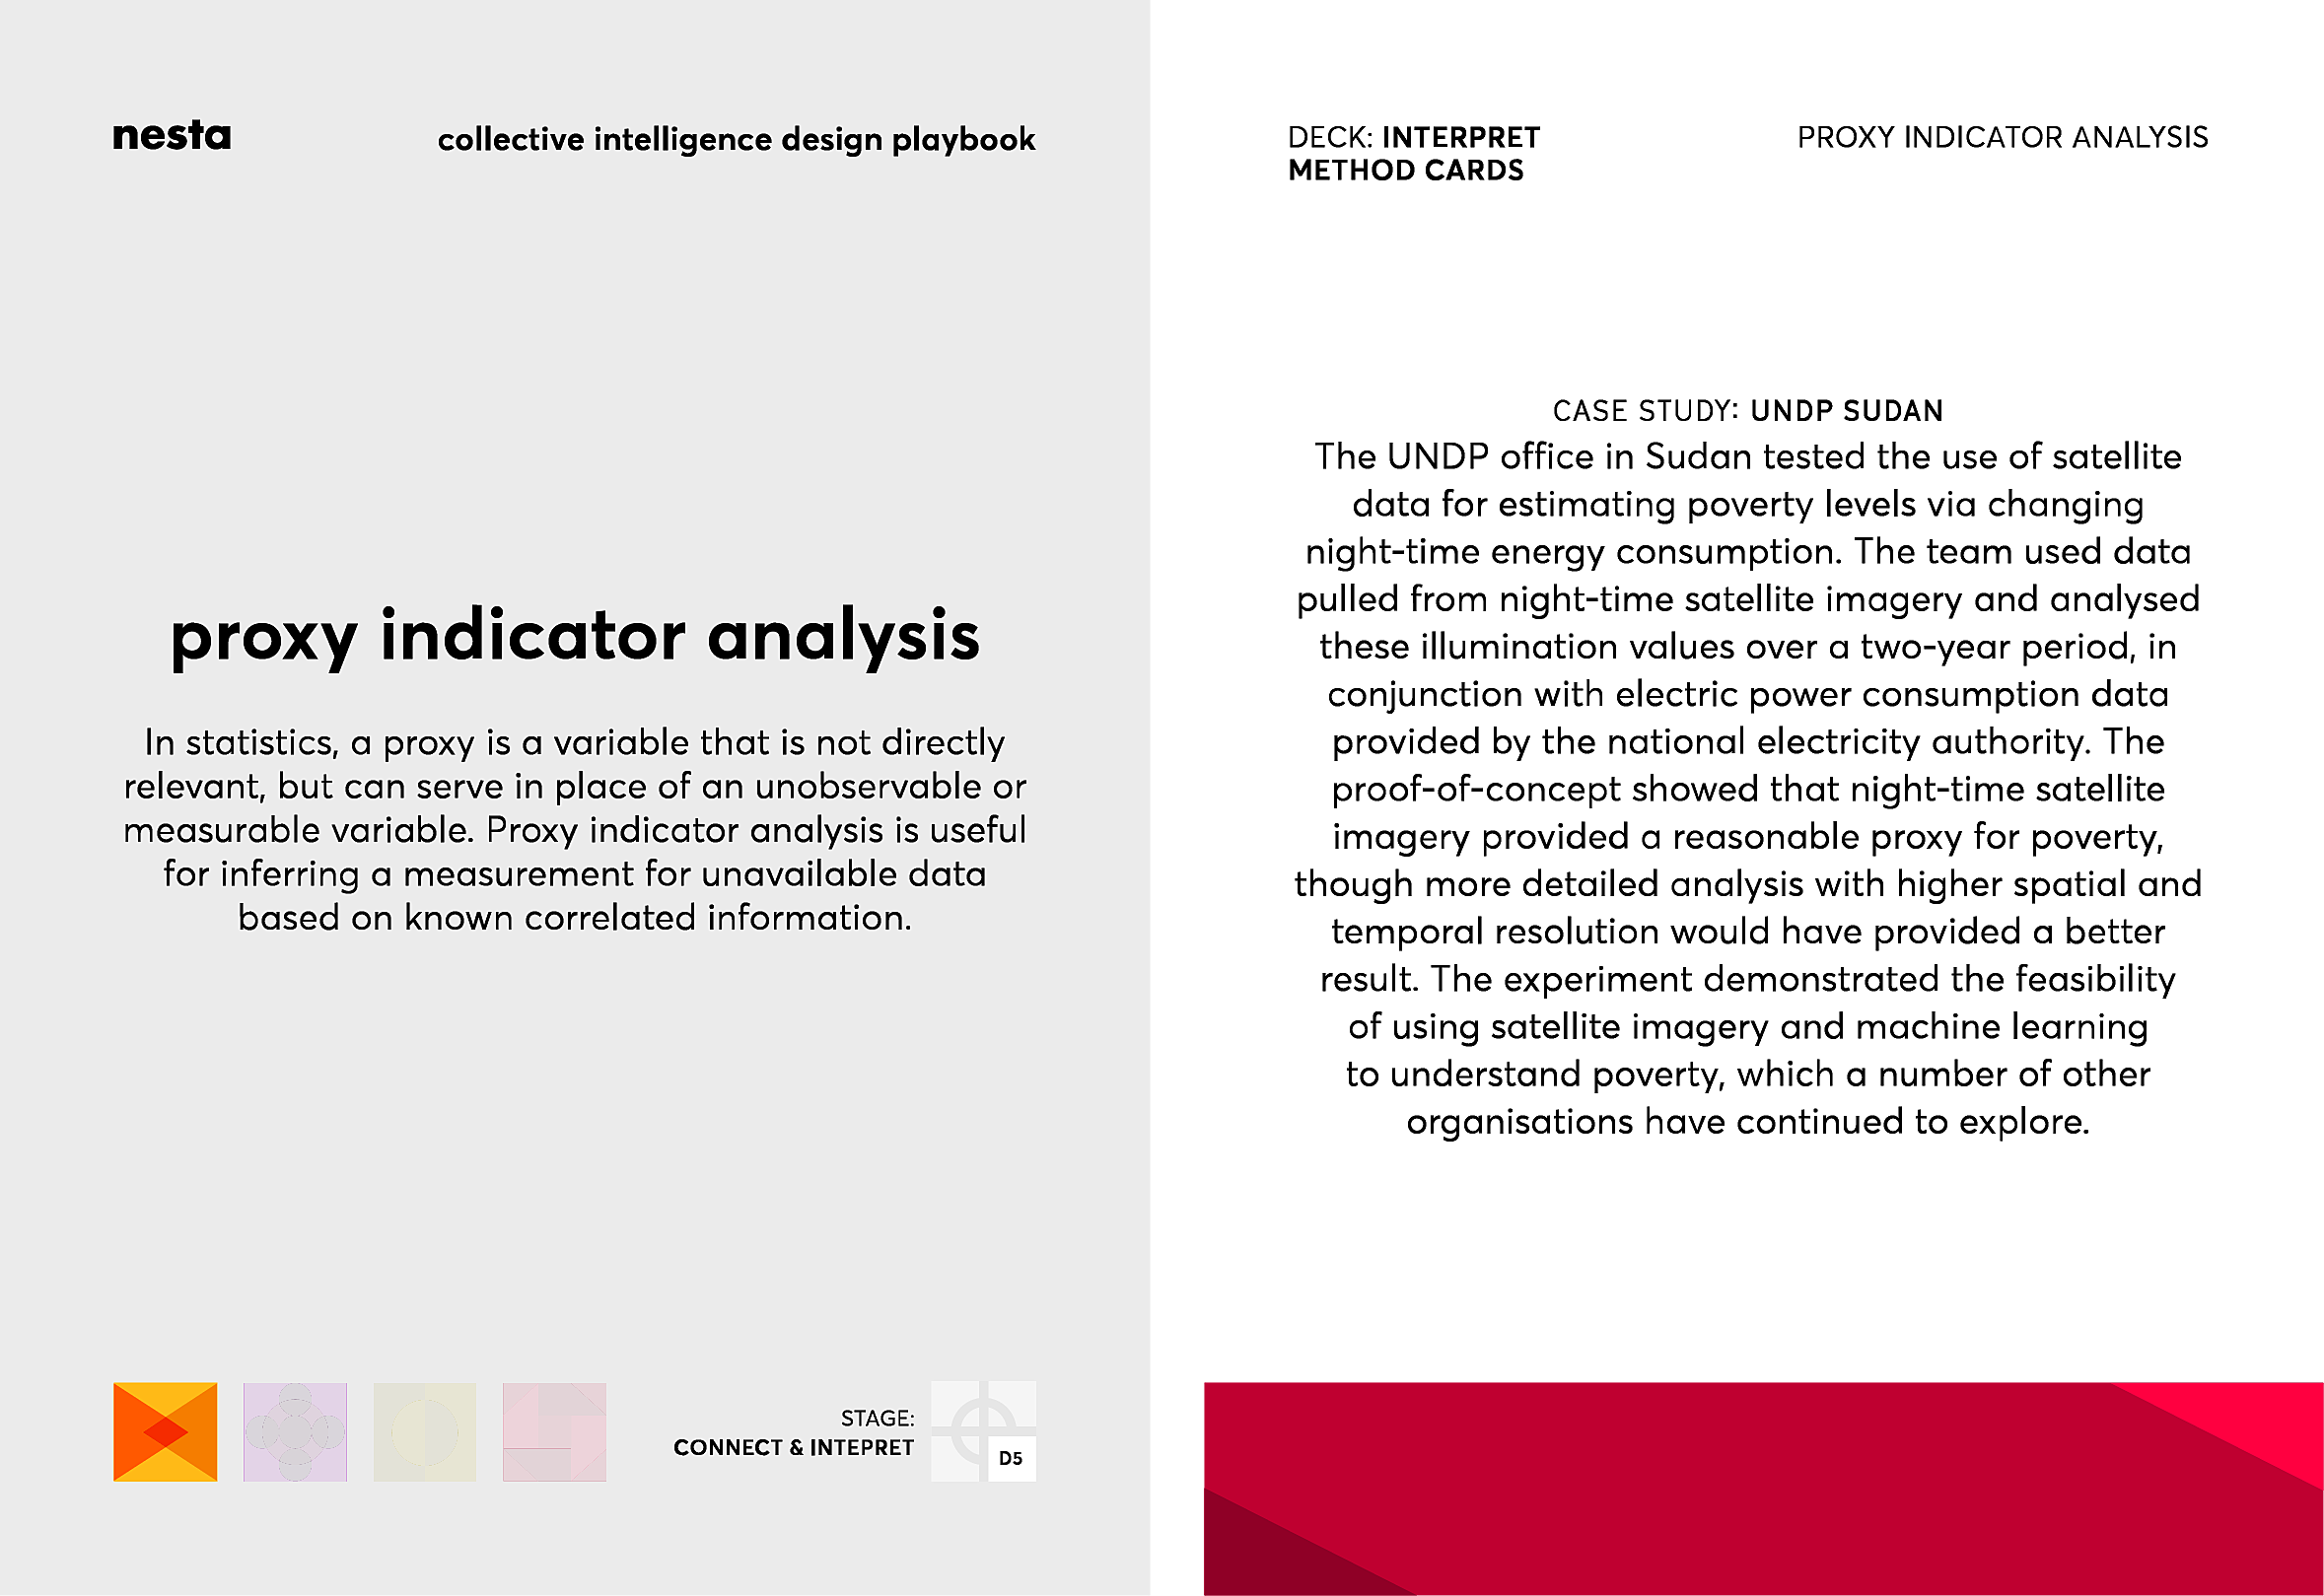 nesta
collective intelligence design playbook
proxy indicator analysis
In statistics, a proxy is a variable that is not directly
relevant, but can serve in place of an unobservable or
measurable variable. Proxy indicator analysis is useful
for inferring a measurement for unavailable data
based on known correlated information.
STAGE:
CONNECT & INTEPRET
D5
DECK: INTERPRET
METHOD CARDS
PROXY INDICATOR ANALYSIS
CASE STUDY: UNDP SUDAN
The UNDP office in Sudan tested the use of satellite
data for estimating poverty levels via changing
night-time energy consumption. The team used data
pulled from night-time satellite imagery and analysed
these illumination values over a two-year period, in
conjunction with electric power consumption data
provided by the national electricity authority. The
proof-of-concept showed that night-time satellite
imagery provided a reasonable proxy for poverty,
though more detailed analysis with higher spatial and
temporal resolution would have provided a better
result. The experiment demonstrated the feasibility
of using satellite imagery and machine learning
to understand poverty, which a number of other
organisations have continued to explore.